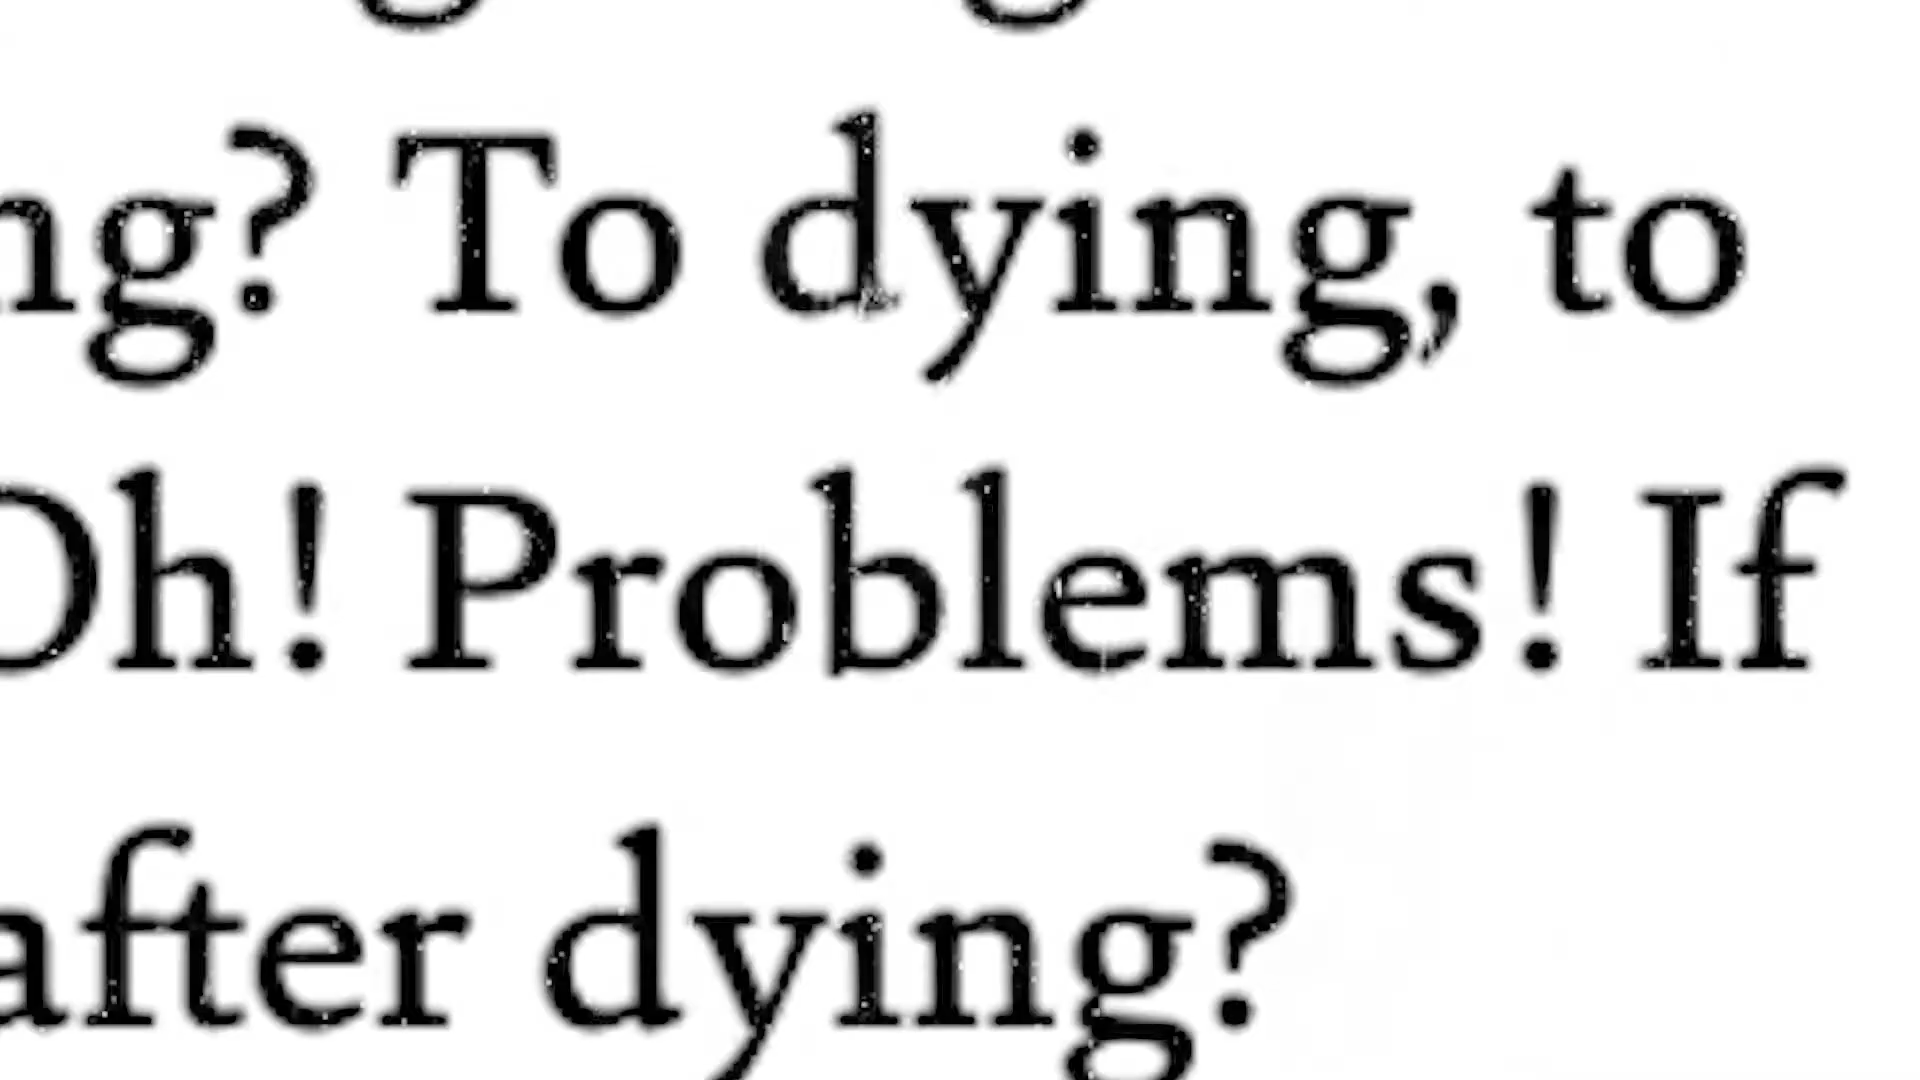 ng? To dying, to
Oh! Problems! If
after dying?